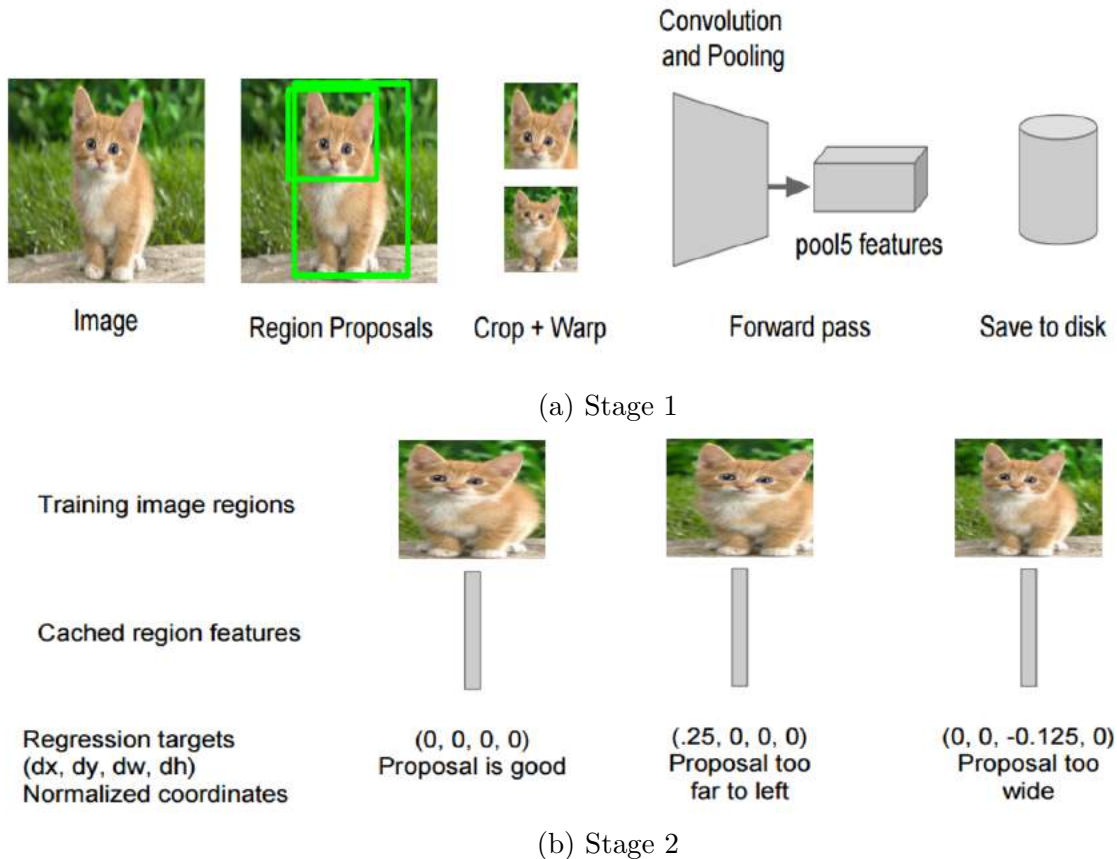 Convolution
and Pooling
pool5 features
Image
Region Proposals
Crop + Warp
Forward pass
Save to disk
(a) Stage 1
Training image regions
Cached region features
Regression targets
(dx, dy, dw, dh)
Normalized coordinates
(0, 0, 0, 0)
Proposal is good
(.25, 0, 0, 0)
Proposal too
far to left
(0, 0, -0.125, 0)
Proposal too
wide
(b) Stage 2